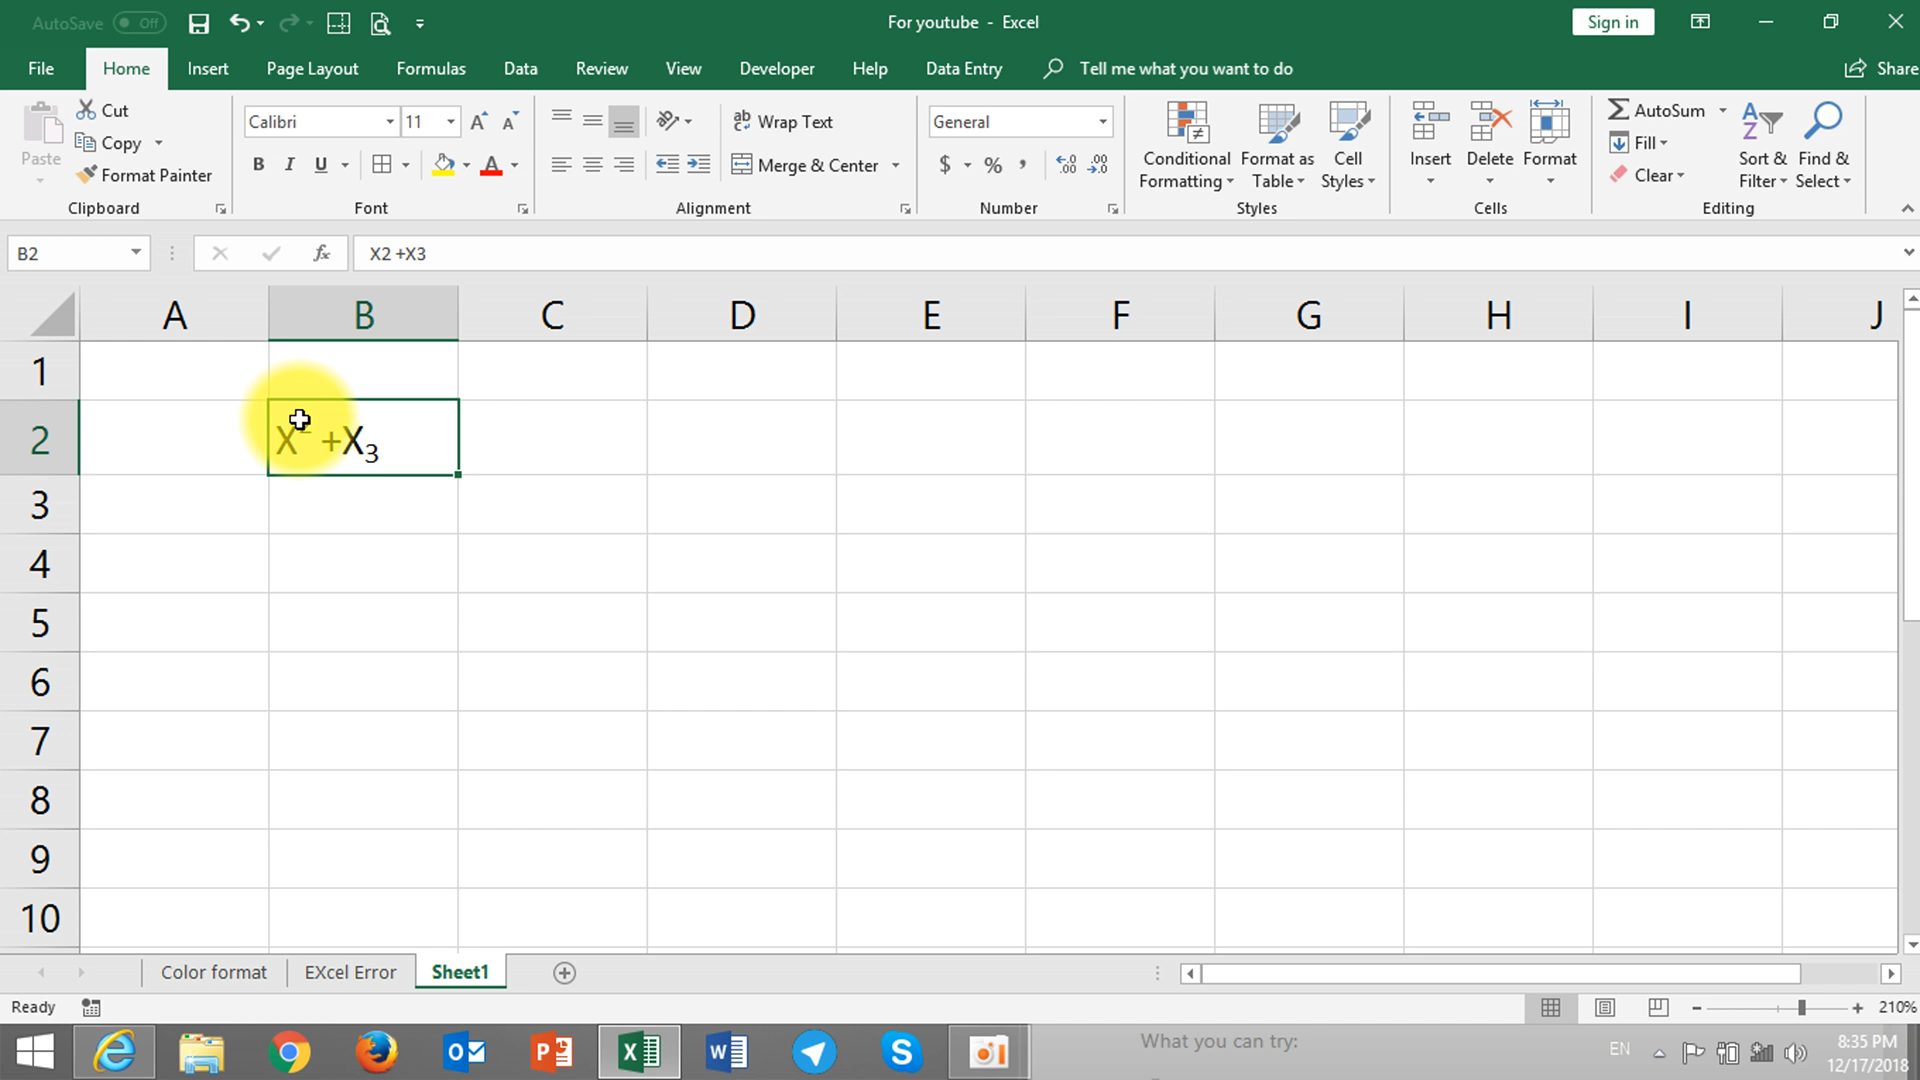 AutoSave Off
For youtube - Excel
Sign in
File Home Insert Page Layout Formulas Data Review View Developer Help Data Entry Tell me what you want to do Share
Paste
Cut
Copy
Format Painter
Clipboard
Calibri 11
B I U A
Font
Wrap Text
Merge & Center
Alignment
General
$ % ,
Number
Conditional Formatting
Format as Table
Cell Styles
Styles
Insert
Delete
Format
Cells
AutoSum
Fill
Clear
Sort & Filter
Find & Select
Editing
B2 fx X2 +X3
A B C D E F G H I J
1
2 X² +X₃
3
4
5
6
7
8
9
10
Color format EXcel Error Sheet1
Ready 210%
What you can try:
EN
8:35 PM
12/17/2018